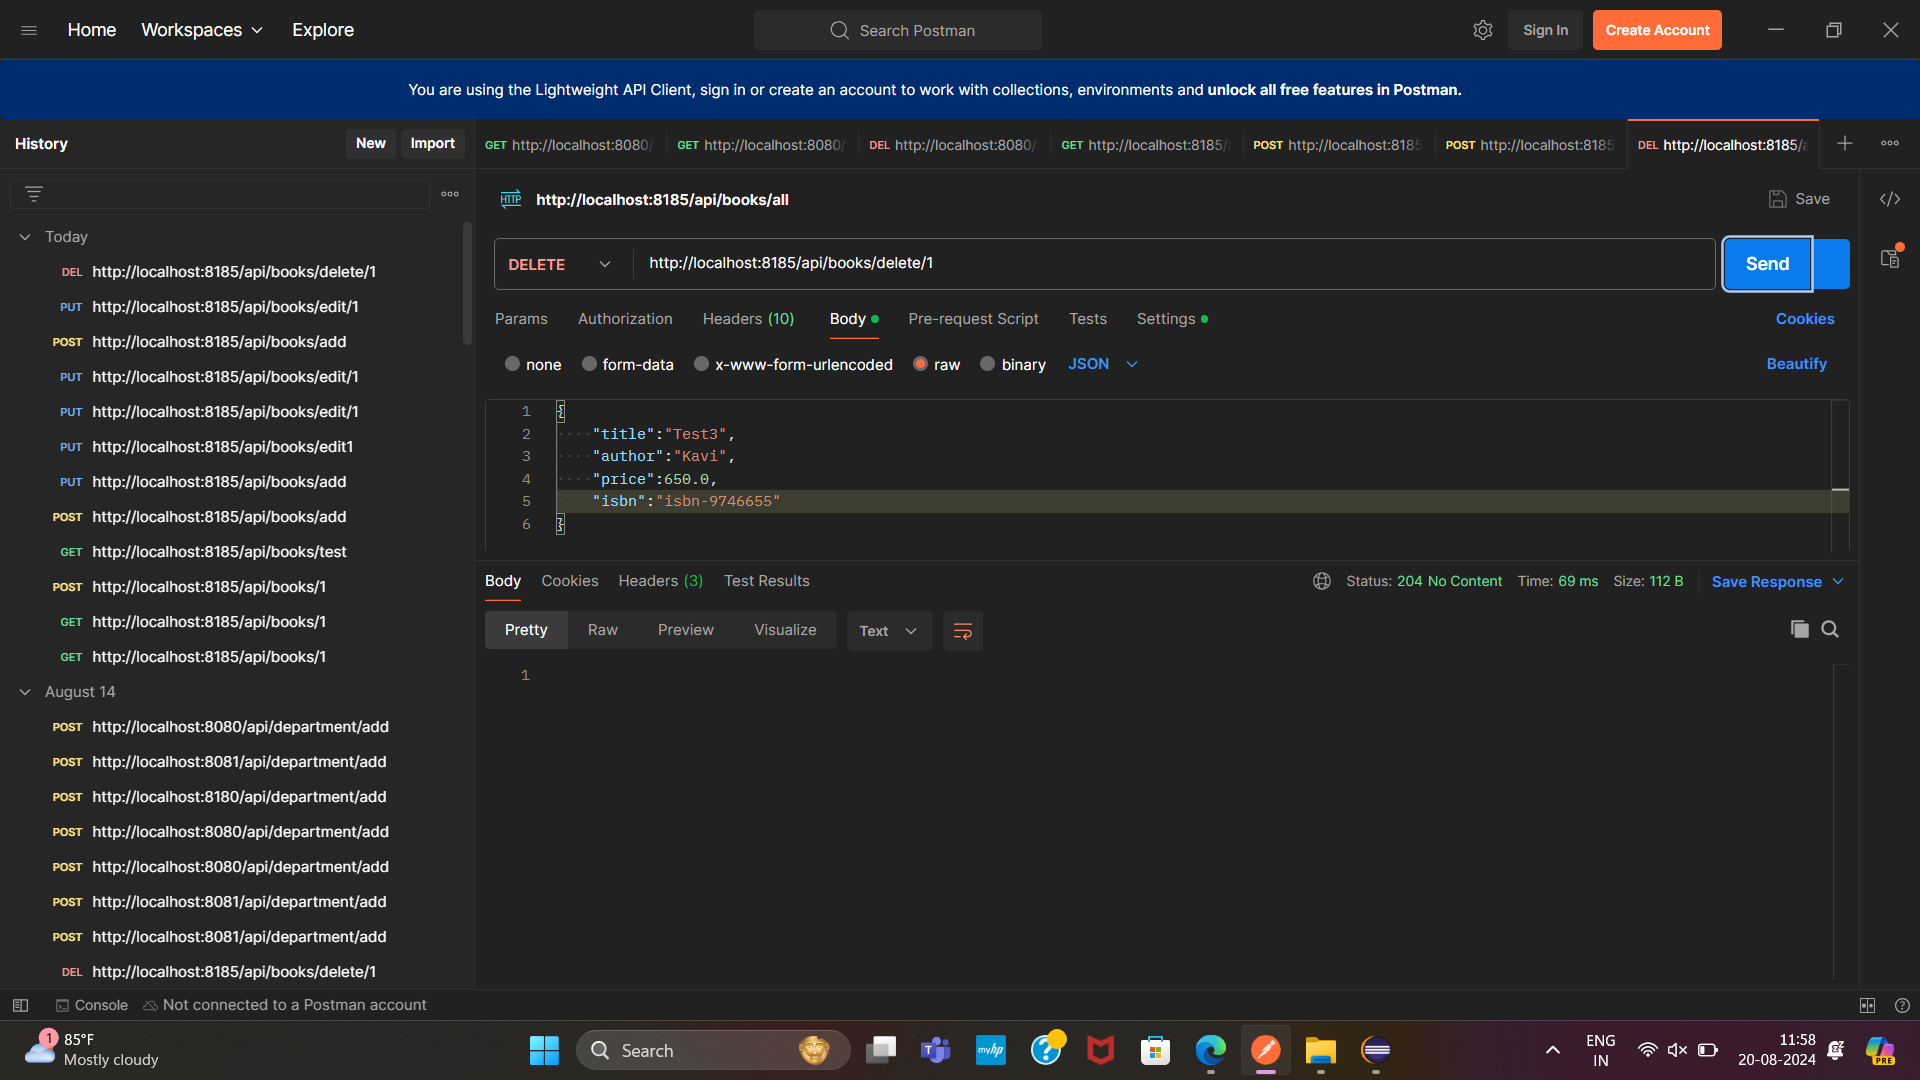 Home Workspaces Explore Search Postman Sign In Create Account
You are using the Lightweight API Client, sign in or create an account to work with collections, environments and unlock all free features in Postman.
History New Import
GET http://localhost:8080/ GET http://localhost:8080/ DEL http://localhost:8080/ GET http://localhost:8185/ POST http://localhost:8185 POST http://localhost:8185 DEL http://localhost:8185/a
HTTP http://localhost:8185/api/books/all Save
DELETE http://localhost:8185/api/books/delete/1 Send
Params Authorization Headers (10) Body Pre-request Script Tests Settings Cookies
none form-data x-www-form-urlencoded raw binary JSON Beautify
1 {
2 "title":"Test3",
3 "author":"Kavi",
4 "price":650.0,
5 "isbn":"isbn-9746655"
6 }
Body Cookies Headers (3) Test Results Status: 204 No Content Time: 69 ms Size: 112 B Save Response
Pretty Raw Preview Visualize Text
1
Today
DEL http://localhost:8185/api/books/delete/1
PUT http://localhost:8185/api/books/edit/1
POST http://localhost:8185/api/books/add
PUT http://localhost:8185/api/books/edit/1
PUT http://localhost:8185/api/books/edit/1
PUT http://localhost:8185/api/books/edit1
PUT http://localhost:8185/api/books/add
POST http://localhost:8185/api/books/add
GET http://localhost:8185/api/books/test
POST http://localhost:8185/api/books/1
GET http://localhost:8185/api/books/1
GET http://localhost:8185/api/books/1
August 14
POST http://localhost:8080/api/department/add
POST http://localhost:8081/api/department/add
POST http://localhost:8180/api/department/add
POST http://localhost:8080/api/department/add
POST http://localhost:8080/api/department/add
POST http://localhost:8081/api/department/add
POST http://localhost:8081/api/department/add
DEL http://localhost:8185/api/books/delete/1
Console Not connected to a Postman account
1 85°F
Mostly cloudy
Search
myhp
ENG
IN
11:58
20-08-2024
PRE